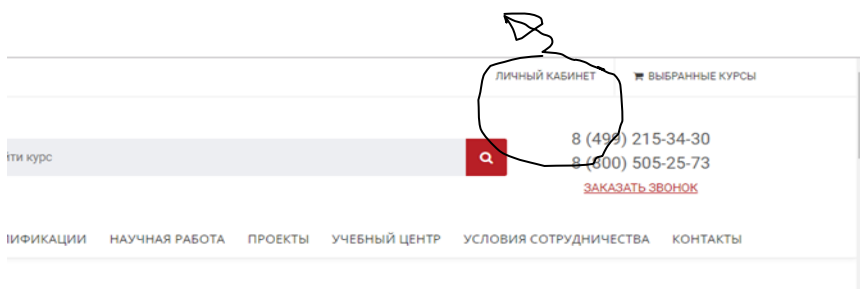 ЛИЧНЫЙ КАБИНЕТ ВЫБРАННЫЕ КУРСЫ
8 (499) 215-34-30
йти курс
8 (800) 505-25-73
ЗАКАЗАТЬ ЗВОНОК
ЛИФИКАЦИИ НАУЧНАЯ РАБОТА ПРОЕКТЫ УЧЕБНЫЙ ЦЕНТР УСЛОВИЯ СОТРУДНИЧЕСТВА КОНТАКТЫ